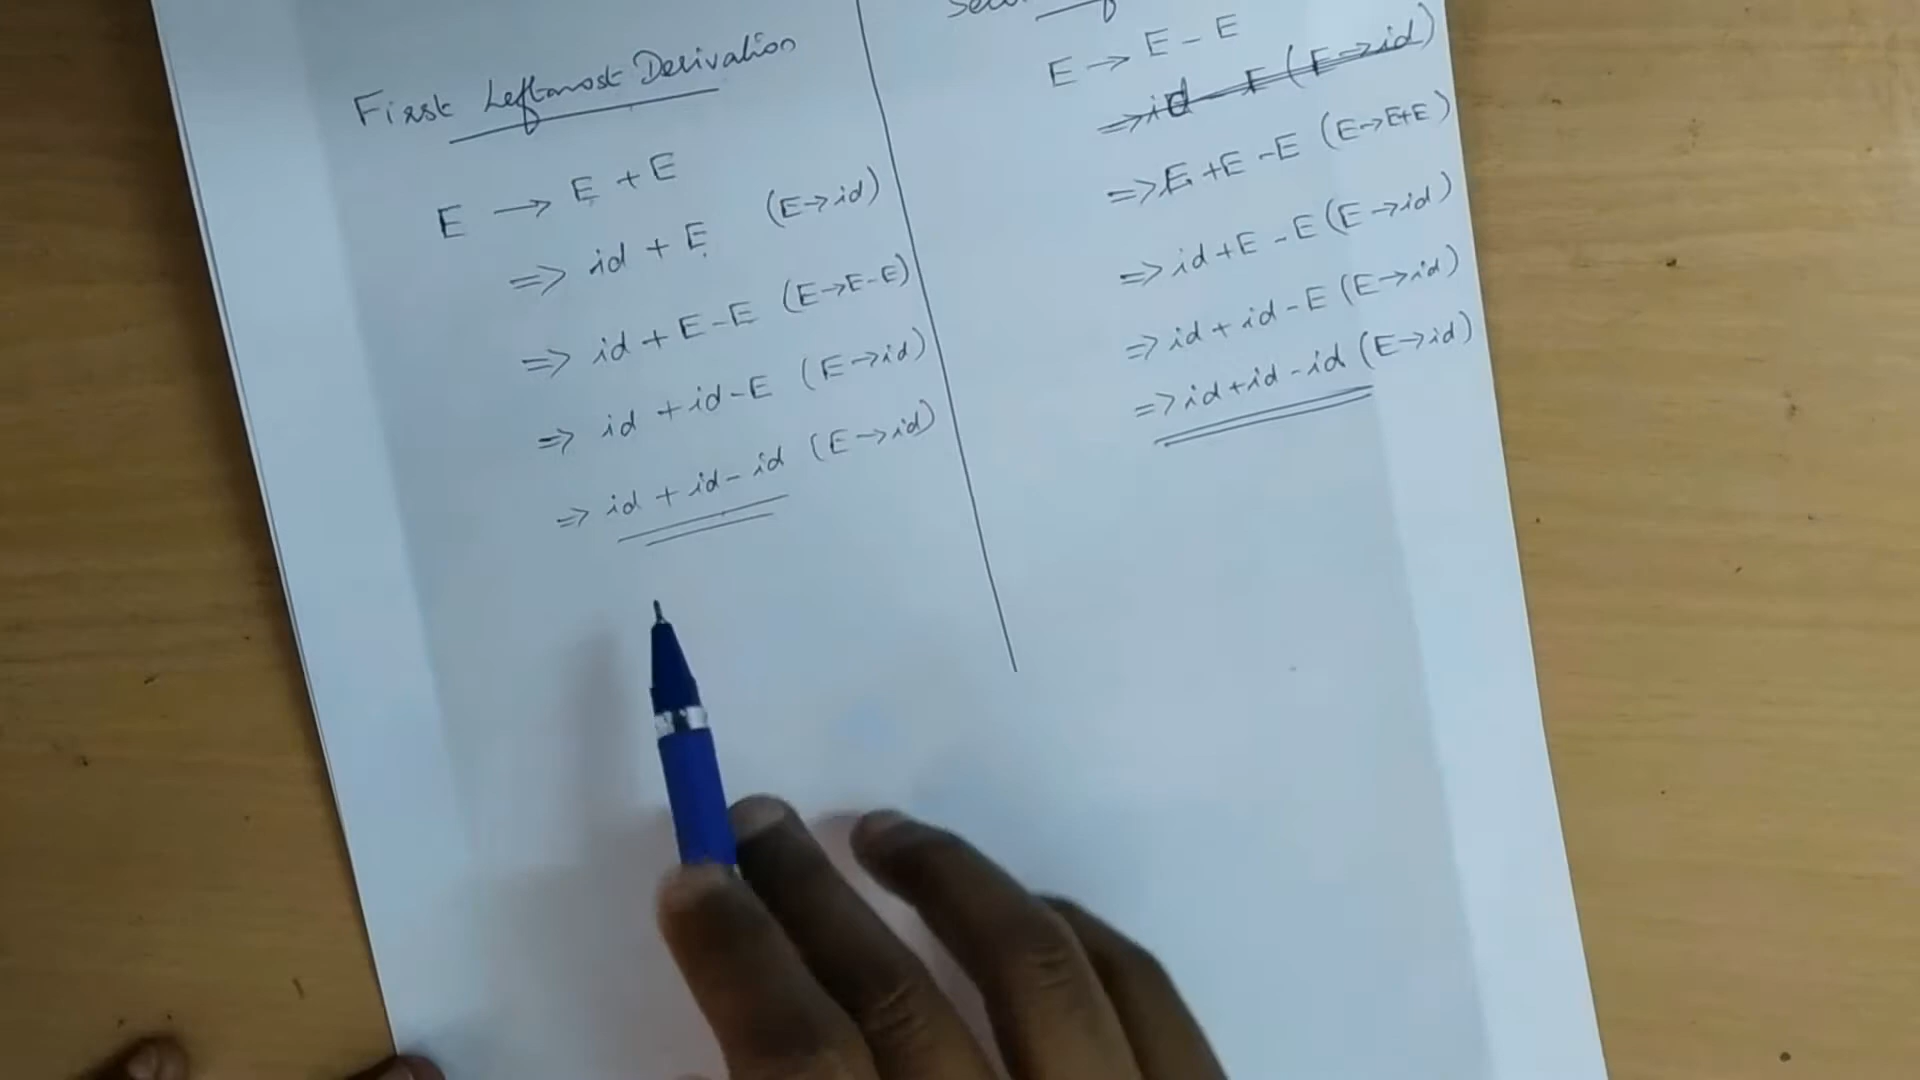 First Leftmost Derivation
E → E + E
=> id + E (E→id)
=> id + E-E (E→E-E)
=> id + id-E (E→id)
=> id + id- id (E→id)
E → E - E
=> id - E (E→id)
=> E +E -E (E→E+E)
=> id +E -E (E→id)
=> id + id -E (E→id)
=> id +id -id (E→id)